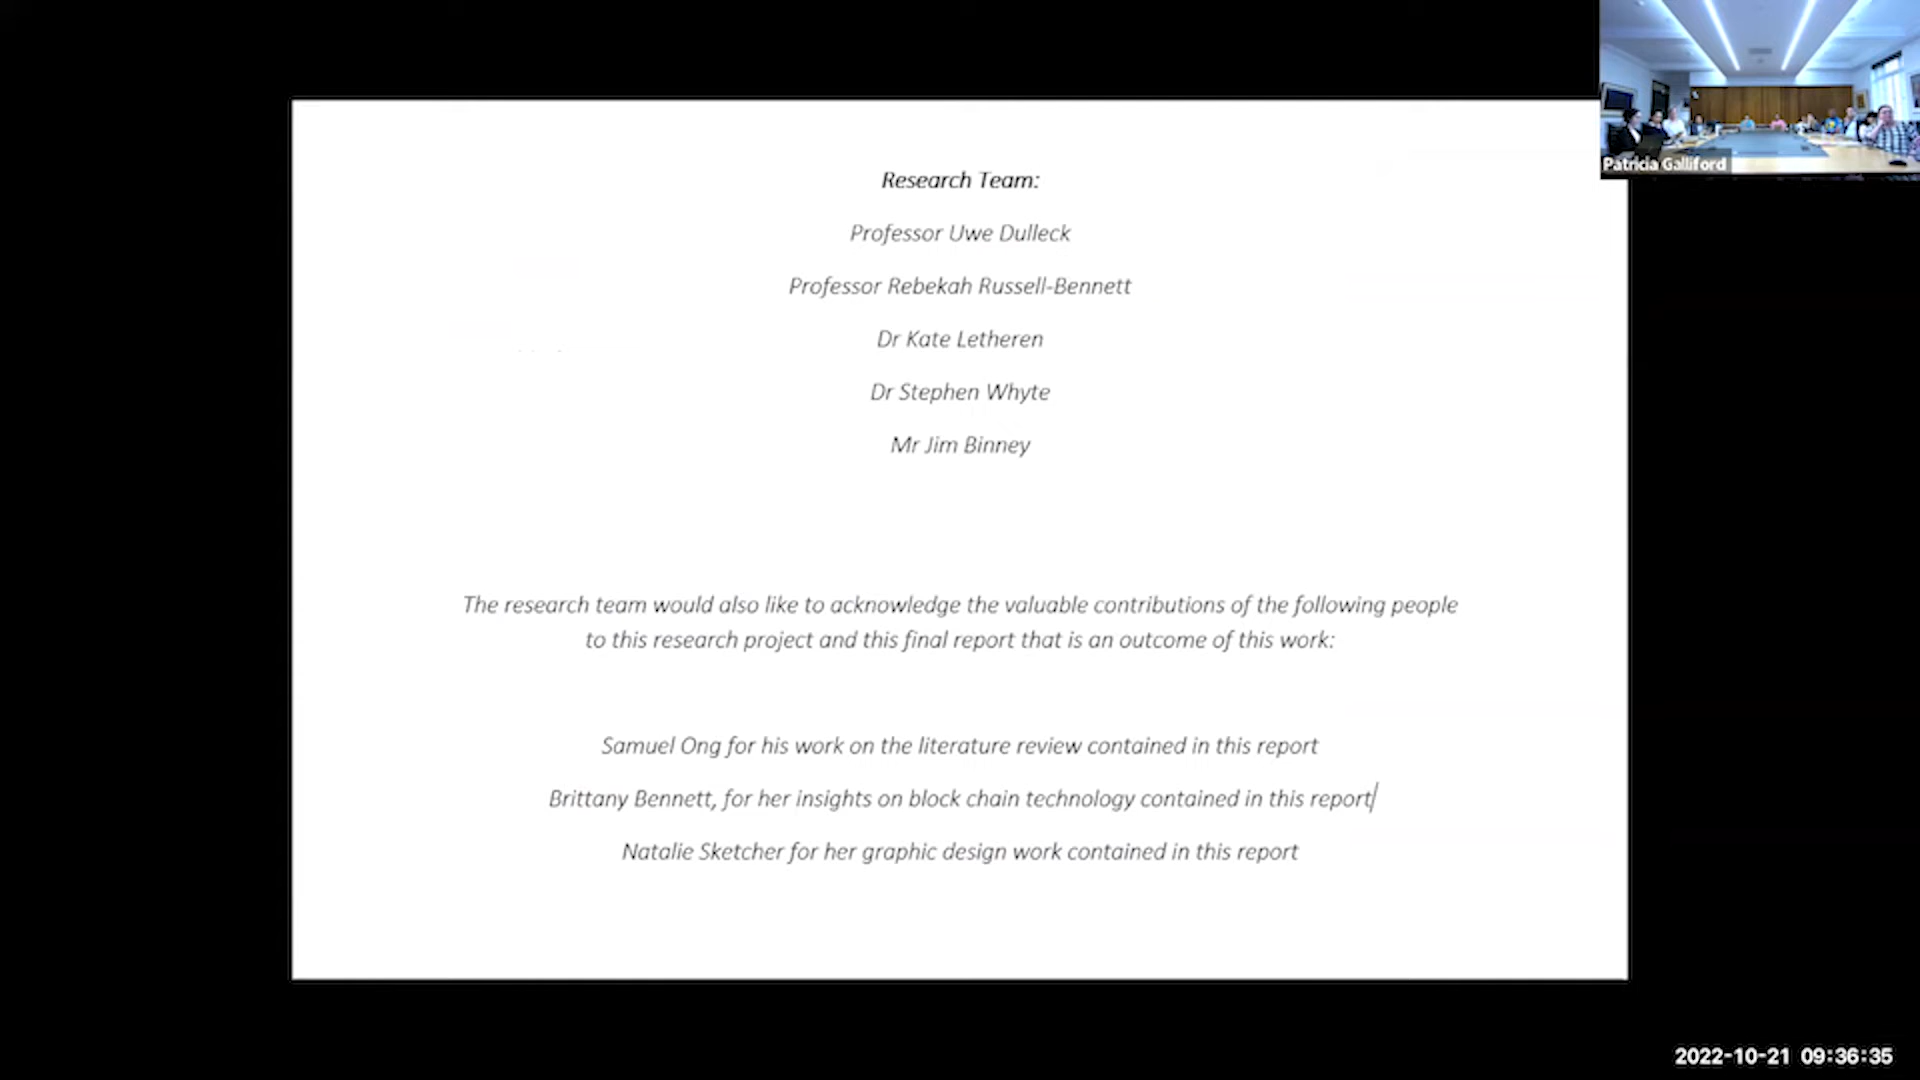 Research Team:
Professor Uwe Dulleck
Professor Rebekah Russell-Bennett
Dr Kate Letheren
Dr Stephen Whyte
Mr Jim Binney
The research team would also like to acknowledge the valuable contributions of the following people
to this research project and this final report that is an outcome of this work:
Samuel Ong for his work on the literature review contained in this report
Brittany Bennett, for her insights on block chain technology contained in this report
Natalie Sketcher for her graphic design work contained in this report
Patricia Galliford
2022-10-21 09:36:35